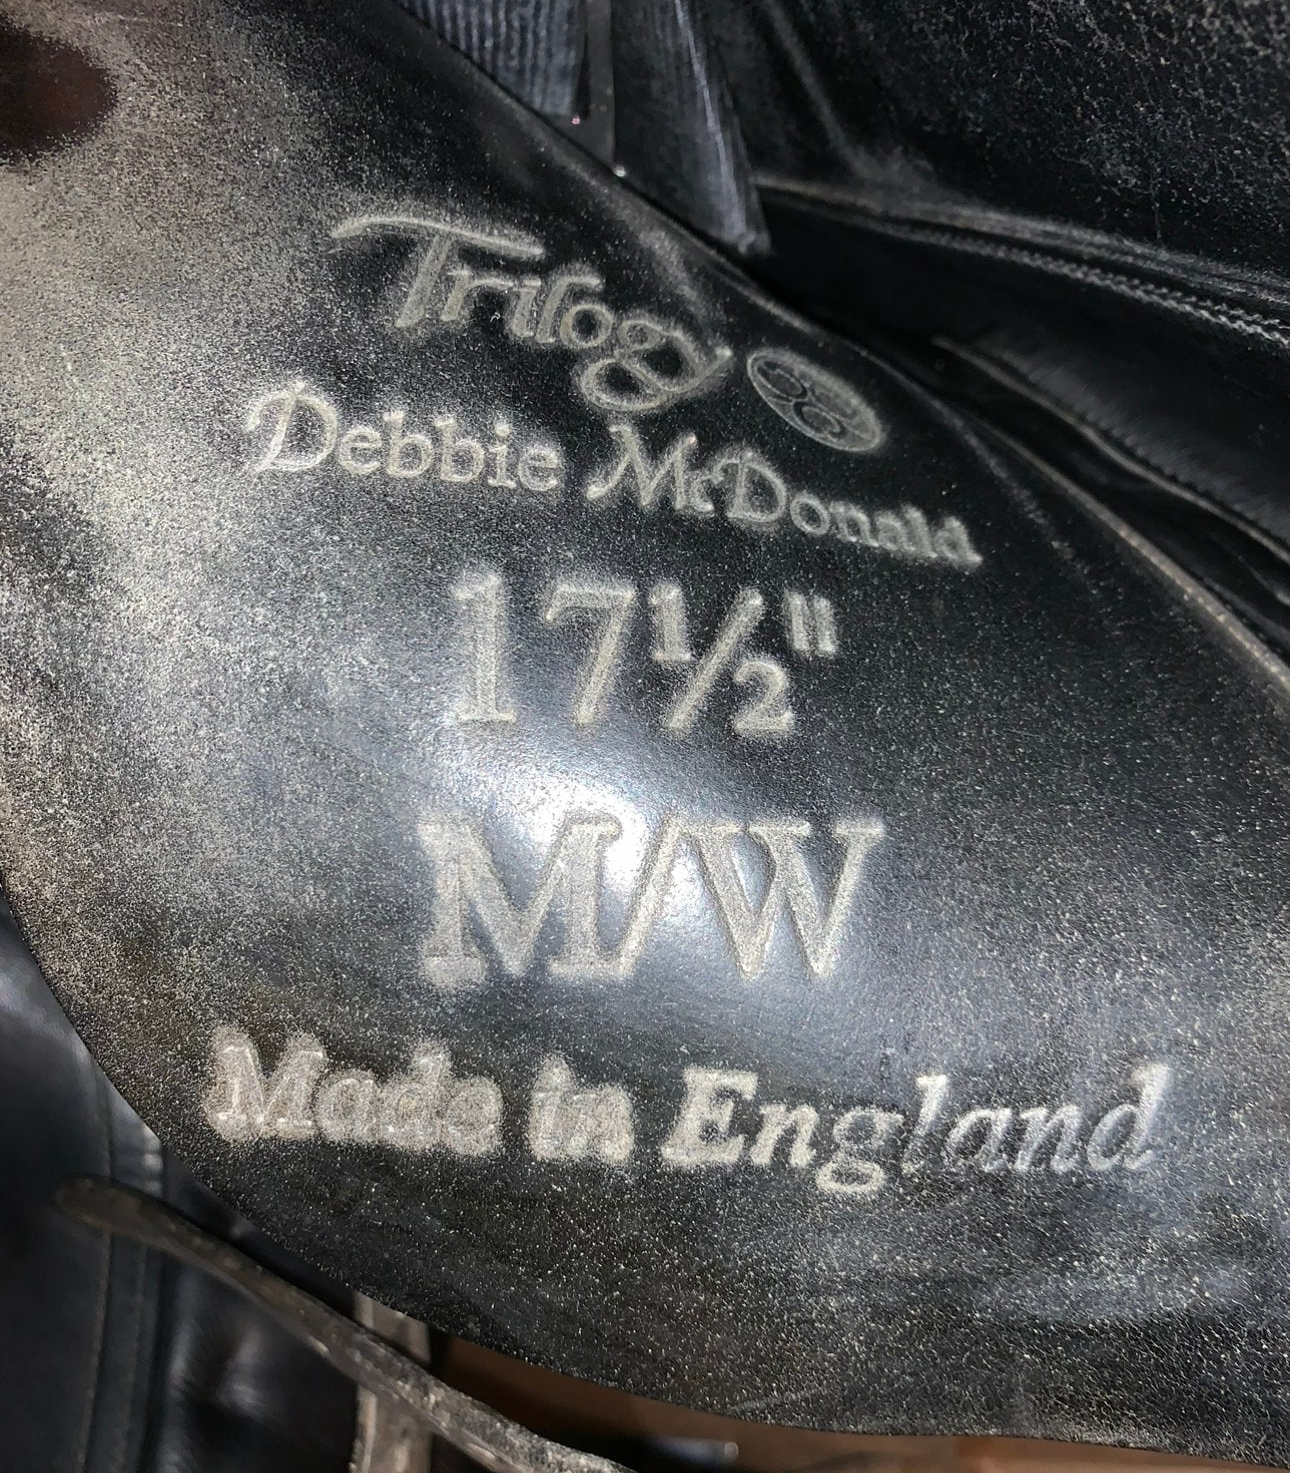 Trilogy
Debbie McDonald
17½"
M/W
Made in England